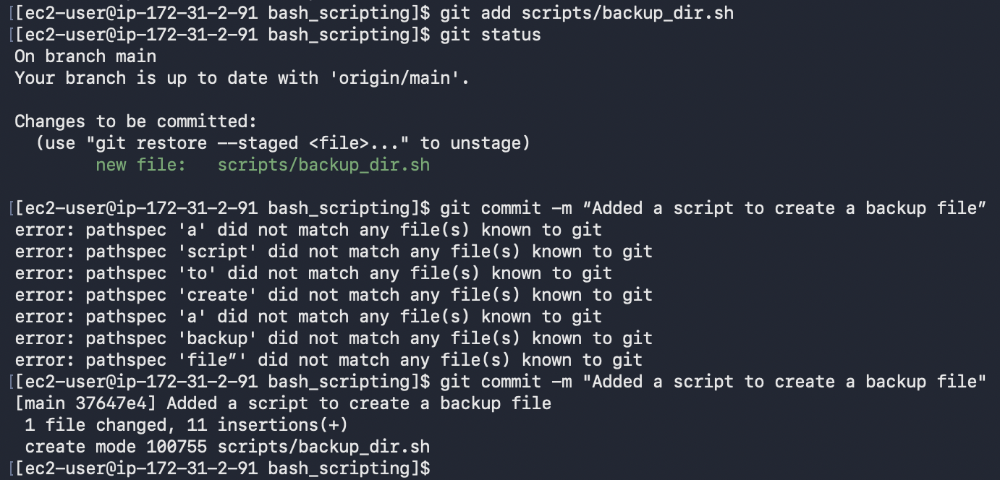 [[ec2-user@ip-172-31-2-91 bash_scripting]$ git add scripts/backup_dir.sh
[[ec2-user@ip-172-31-2-91 bash_scripting]$ git status
On branch main
Your branch is up to date with 'origin/main'.
Changes to be committed:
  (use "git restore --staged <file>..." to unstage)
        new file:   scripts/backup_dir.sh
[[ec2-user@ip-172-31-2-91 bash_scripting]$ git commit -m “Added a script to create a backup file”
error: pathspec 'a' did not match any file(s) known to git
error: pathspec 'script' did not match any file(s) known to git
error: pathspec 'to' did not match any file(s) known to git
error: pathspec 'create' did not match any file(s) known to git
error: pathspec 'a' did not match any file(s) known to git
error: pathspec 'backup' did not match any file(s) known to git
error: pathspec 'file”' did not match any file(s) known to git
[[ec2-user@ip-172-31-2-91 bash_scripting]$ git commit -m "Added a script to create a backup file"
[main 37647e4] Added a script to create a backup file
 1 file changed, 11 insertions(+)
 create mode 100755 scripts/backup_dir.sh
[[ec2-user@ip-172-31-2-91 bash_scripting]$